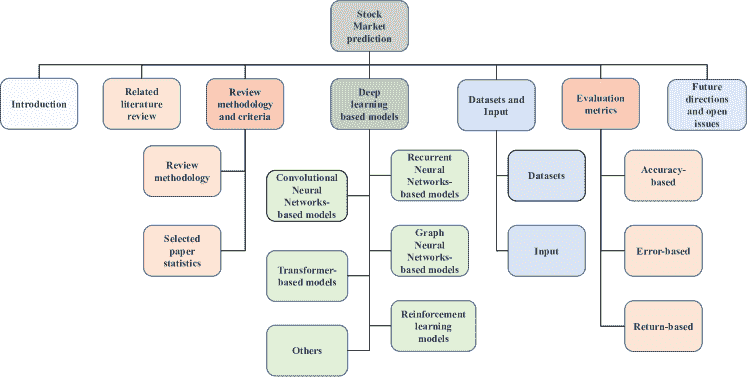 Stock
Market
prediction
Introduction
Related
literature
review
Review
methodology
and criteria
Deep
learning
based models
Datasets and
Input
Evaluation
metrics
Future
directions
and open
issues
Review
methodology
Selected
paper
statistics
Convolutional
Neural
Networks-
based models
Recurrent
Neural
Networks-
based models
Transformer-
based models
Graph
Neural
Networks-
based models
Others
Reinforcement
learning
models
Datasets
Input
Accuracy-
based
Error-based
Return-based